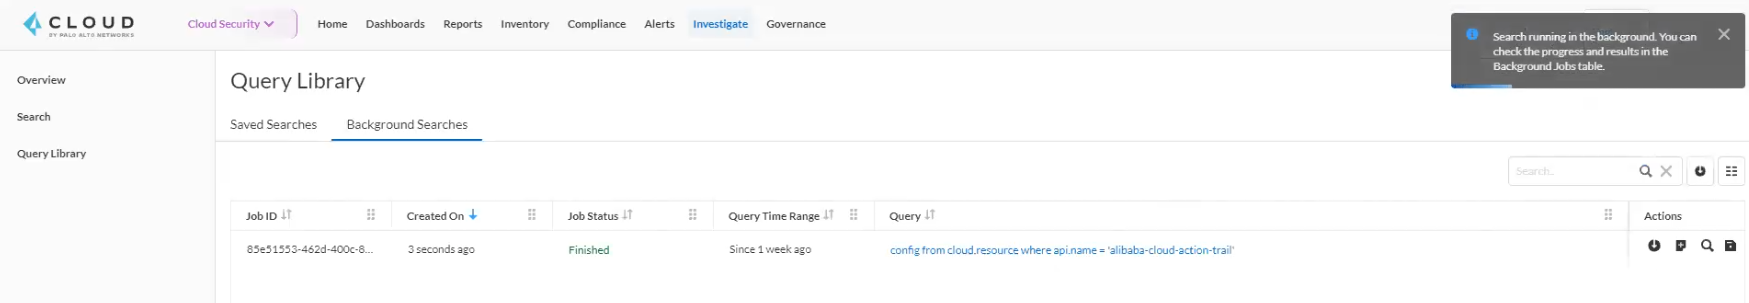 CLOUD
BY PALO ALTO NETWORKS
Cloud Security
Home
Dashboards
Reports
Inventory
Compliance
Alerts
Investigate
Governance
Search running in the background. You can
check the progress and results in the
Background Jobs table.
Overview
Search
Query Library
Query Library
Saved Searches
Background Searches
Search...
Job ID
Created On
Job Status
Query Time Range
Query
Actions
85e51553-462d-400c-8...
3 seconds ago
Finished
Since 1 week ago
config from cloud.resource where api.name = 'alibaba-cloud-action-trail'